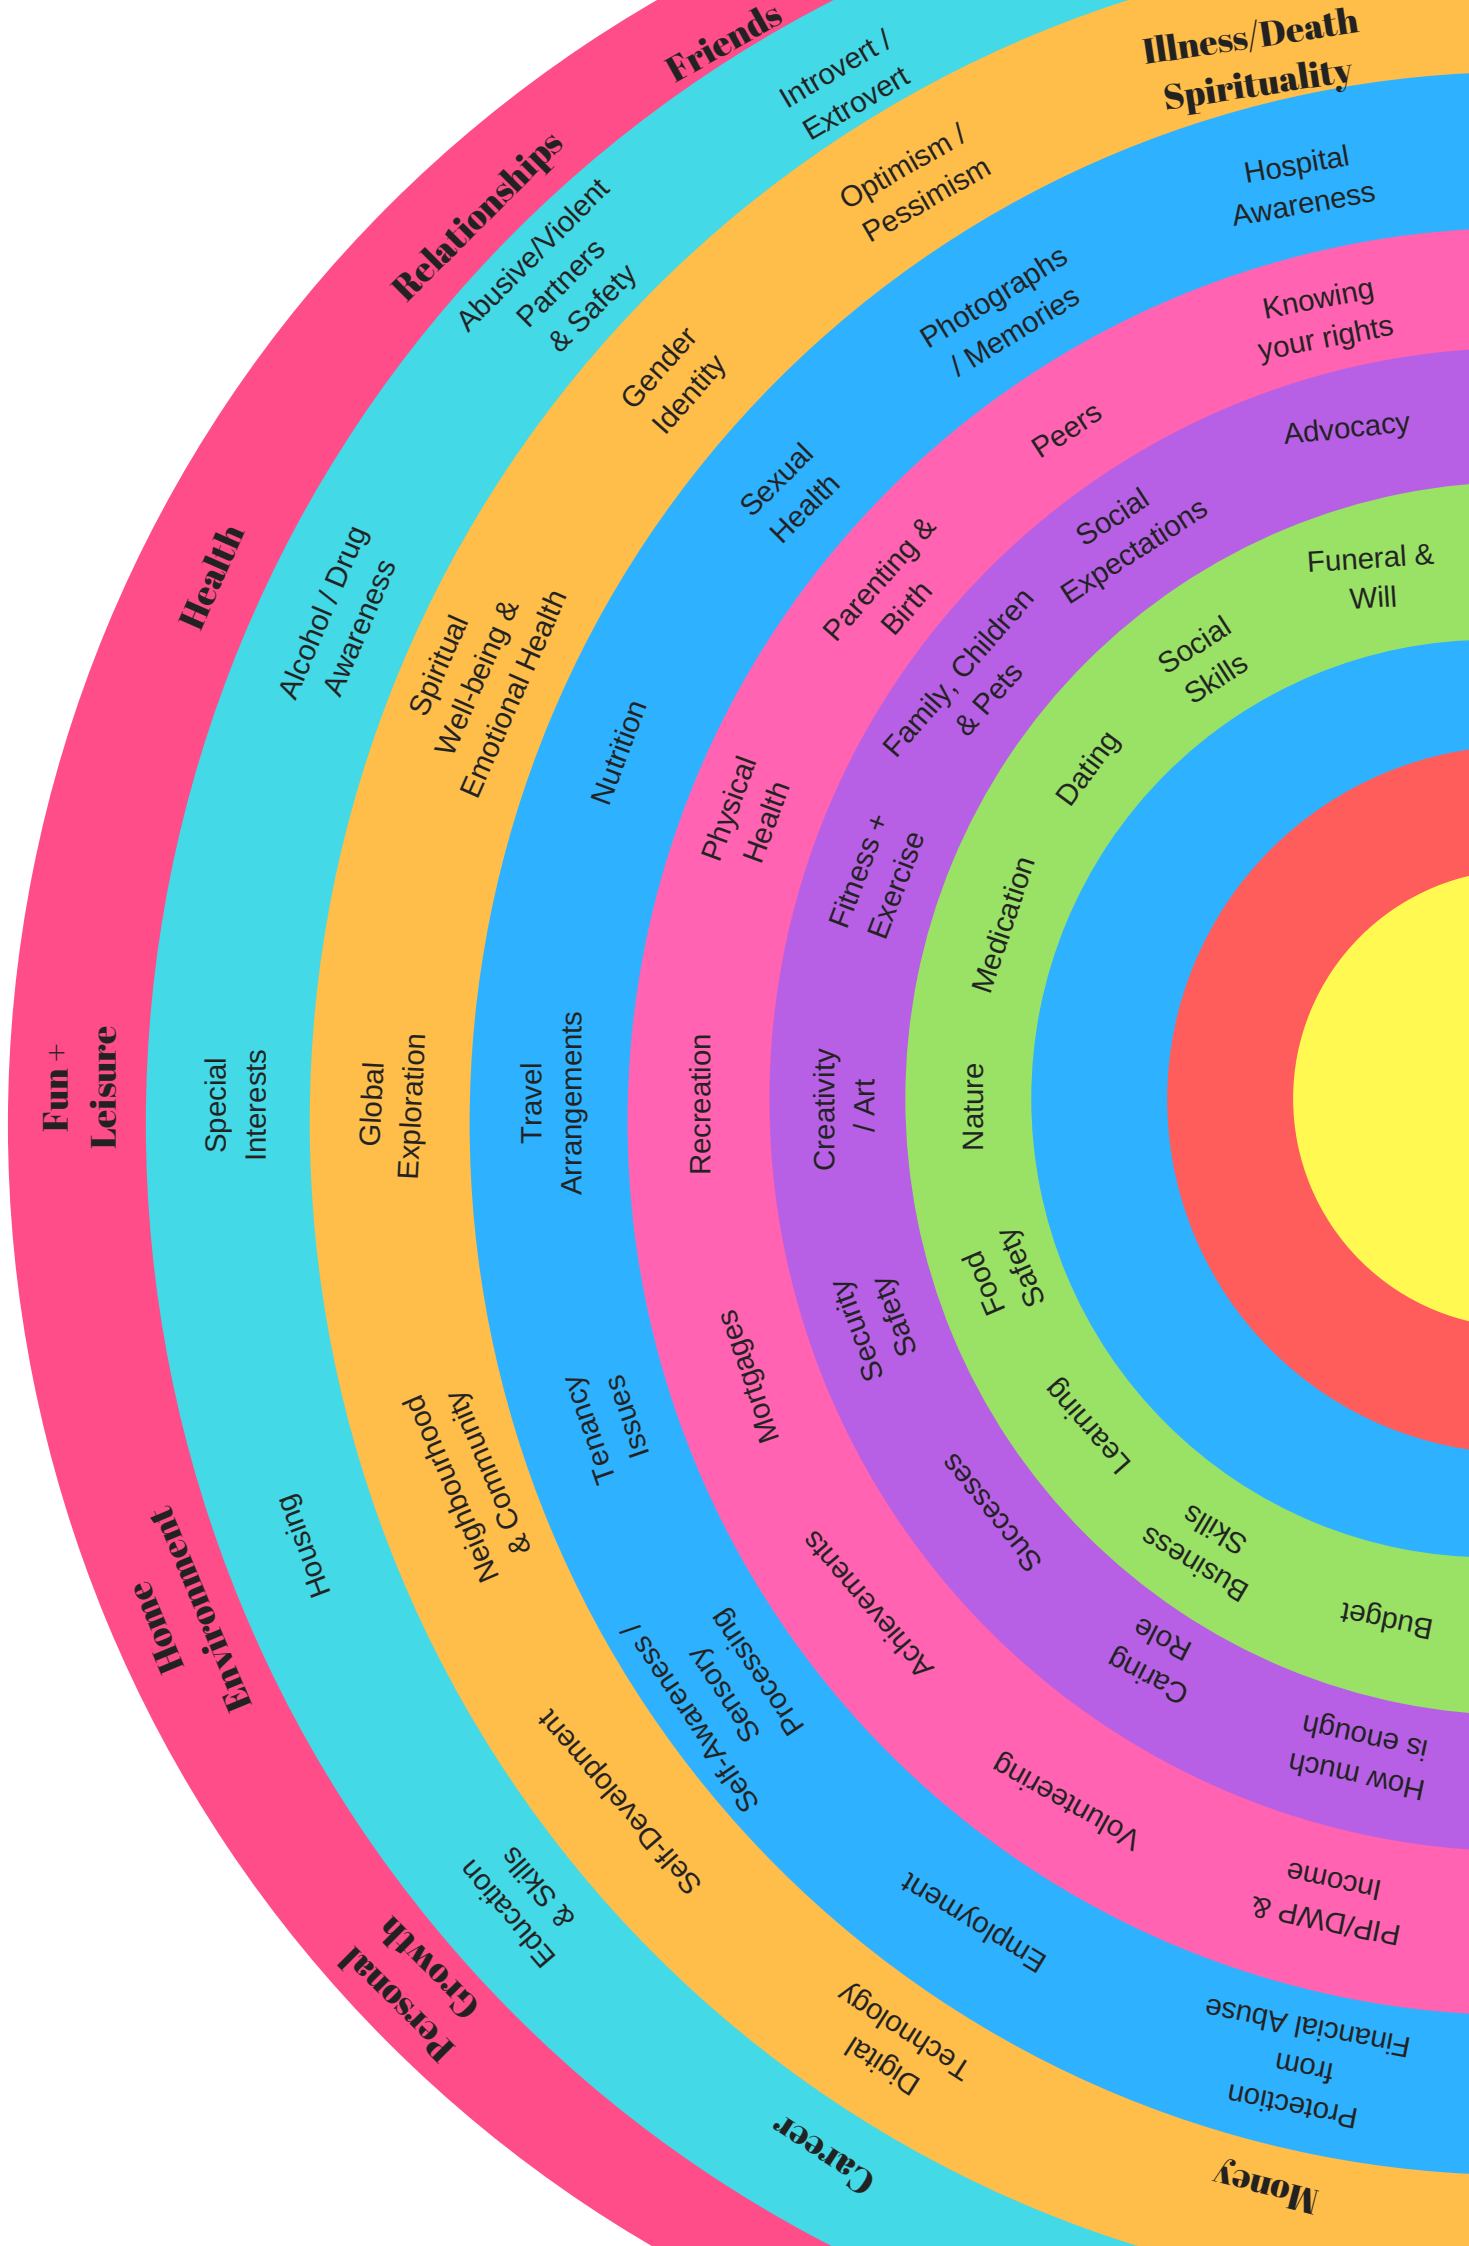 Illness/Death
Spirituality
Hospital
Awareness
Knowing
your rights
Advocacy
Funeral &
Will
Friends
Introvert /
Extrovert
Optimism /
Pessimism
Photographs
/ Memories
Peers
Social
Expectations
Social
Skills
Relationships
Abusive/Violent
Partners
& Safety
Gender
Identity
Sexual
Health
Parenting &
Birth
Family, Children
& Pets
Dating
Health
Alcohol / Drug
Awareness
Spiritual
Well-being &
Emotional Health
Nutrition
Physical
Health
Fitness +
Exercise
Medication
Fun +
Leisure
Special
Interests
Global
Exploration
Travel
Arrangements
Recreation
Creativity
/ Art
Nature
Home
Environment
Housing
Neighbourhood
& Community
Tenancy
Issues
Mortgages
Security
Safety
Food
Safety
Personal
Growth
Education
& Skills
Self-Development
Self-Awareness /
Sensory
Processing
Achievements
Successes
Learning
Career
Digital
Technology
Employment
Volunteering
Caring
Role
Business
Skills
Money
Protection
from
Financial Abuse
PIP/DWP &
Income
How much
is enough
Budget